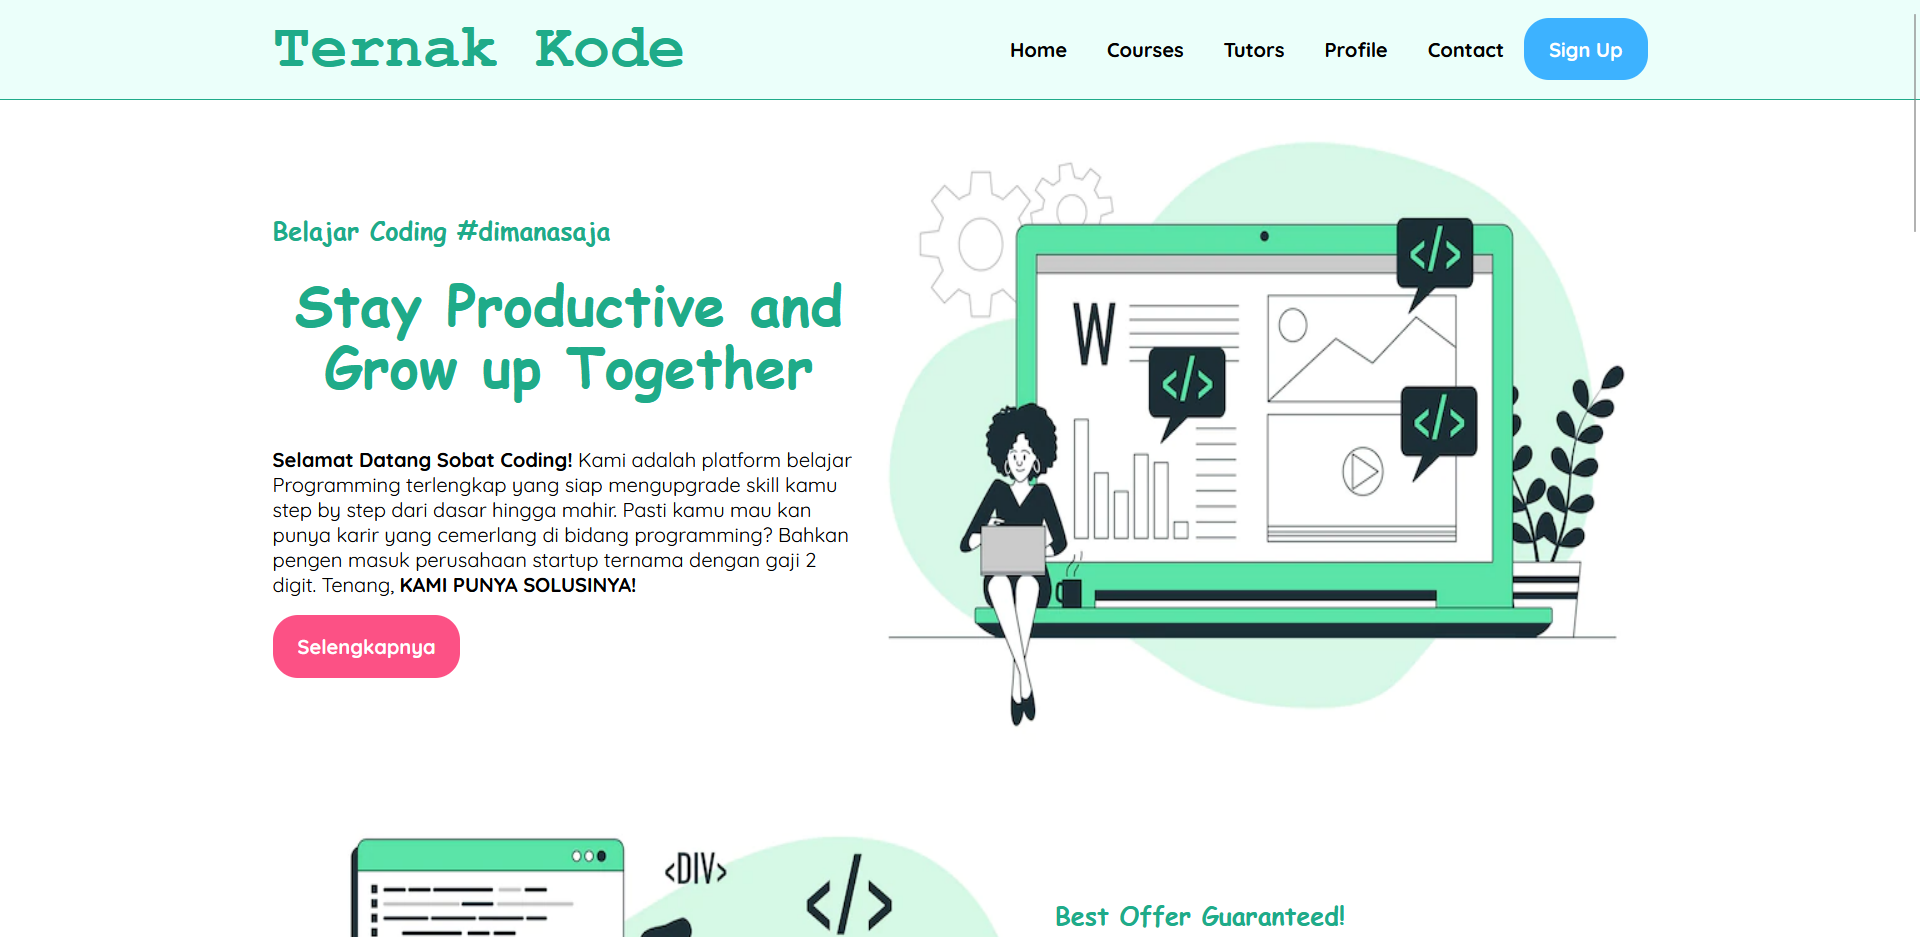 Ternak Kode
Home Courses Tutors Profile Contact Sign Up
Belajar Coding #dimanasaja
Stay Productive and
Grow up Together
Selamat Datang Sobat Coding! Kami adalah platform belajar
Programming terlengkap yang siap mengupgrade skill kamu
step by step dari dasar hingga mahir. Pasti kamu mau kan
punya karir yang cemerlang di bidang programming? Bahkan
pengen masuk perusahaan startup ternama dengan gaji 2
digit. Tenang, KAMI PUNYA SOLUSINYA!
Selengkapnya
</>
W
</>
</>
<DIV>
</>
Best Offer Guaranteed!